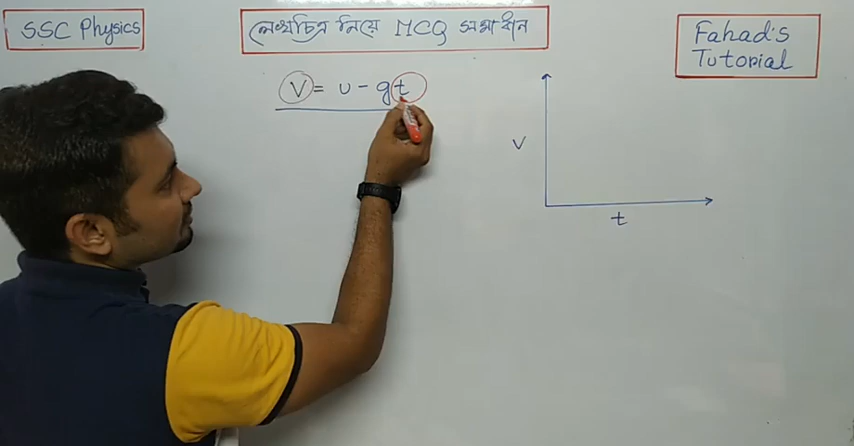 SSC Physics
লেখচিত্র নিয়ে MCQ সমাধান
Fahad's
Tutorial
V = u - gt
v
t